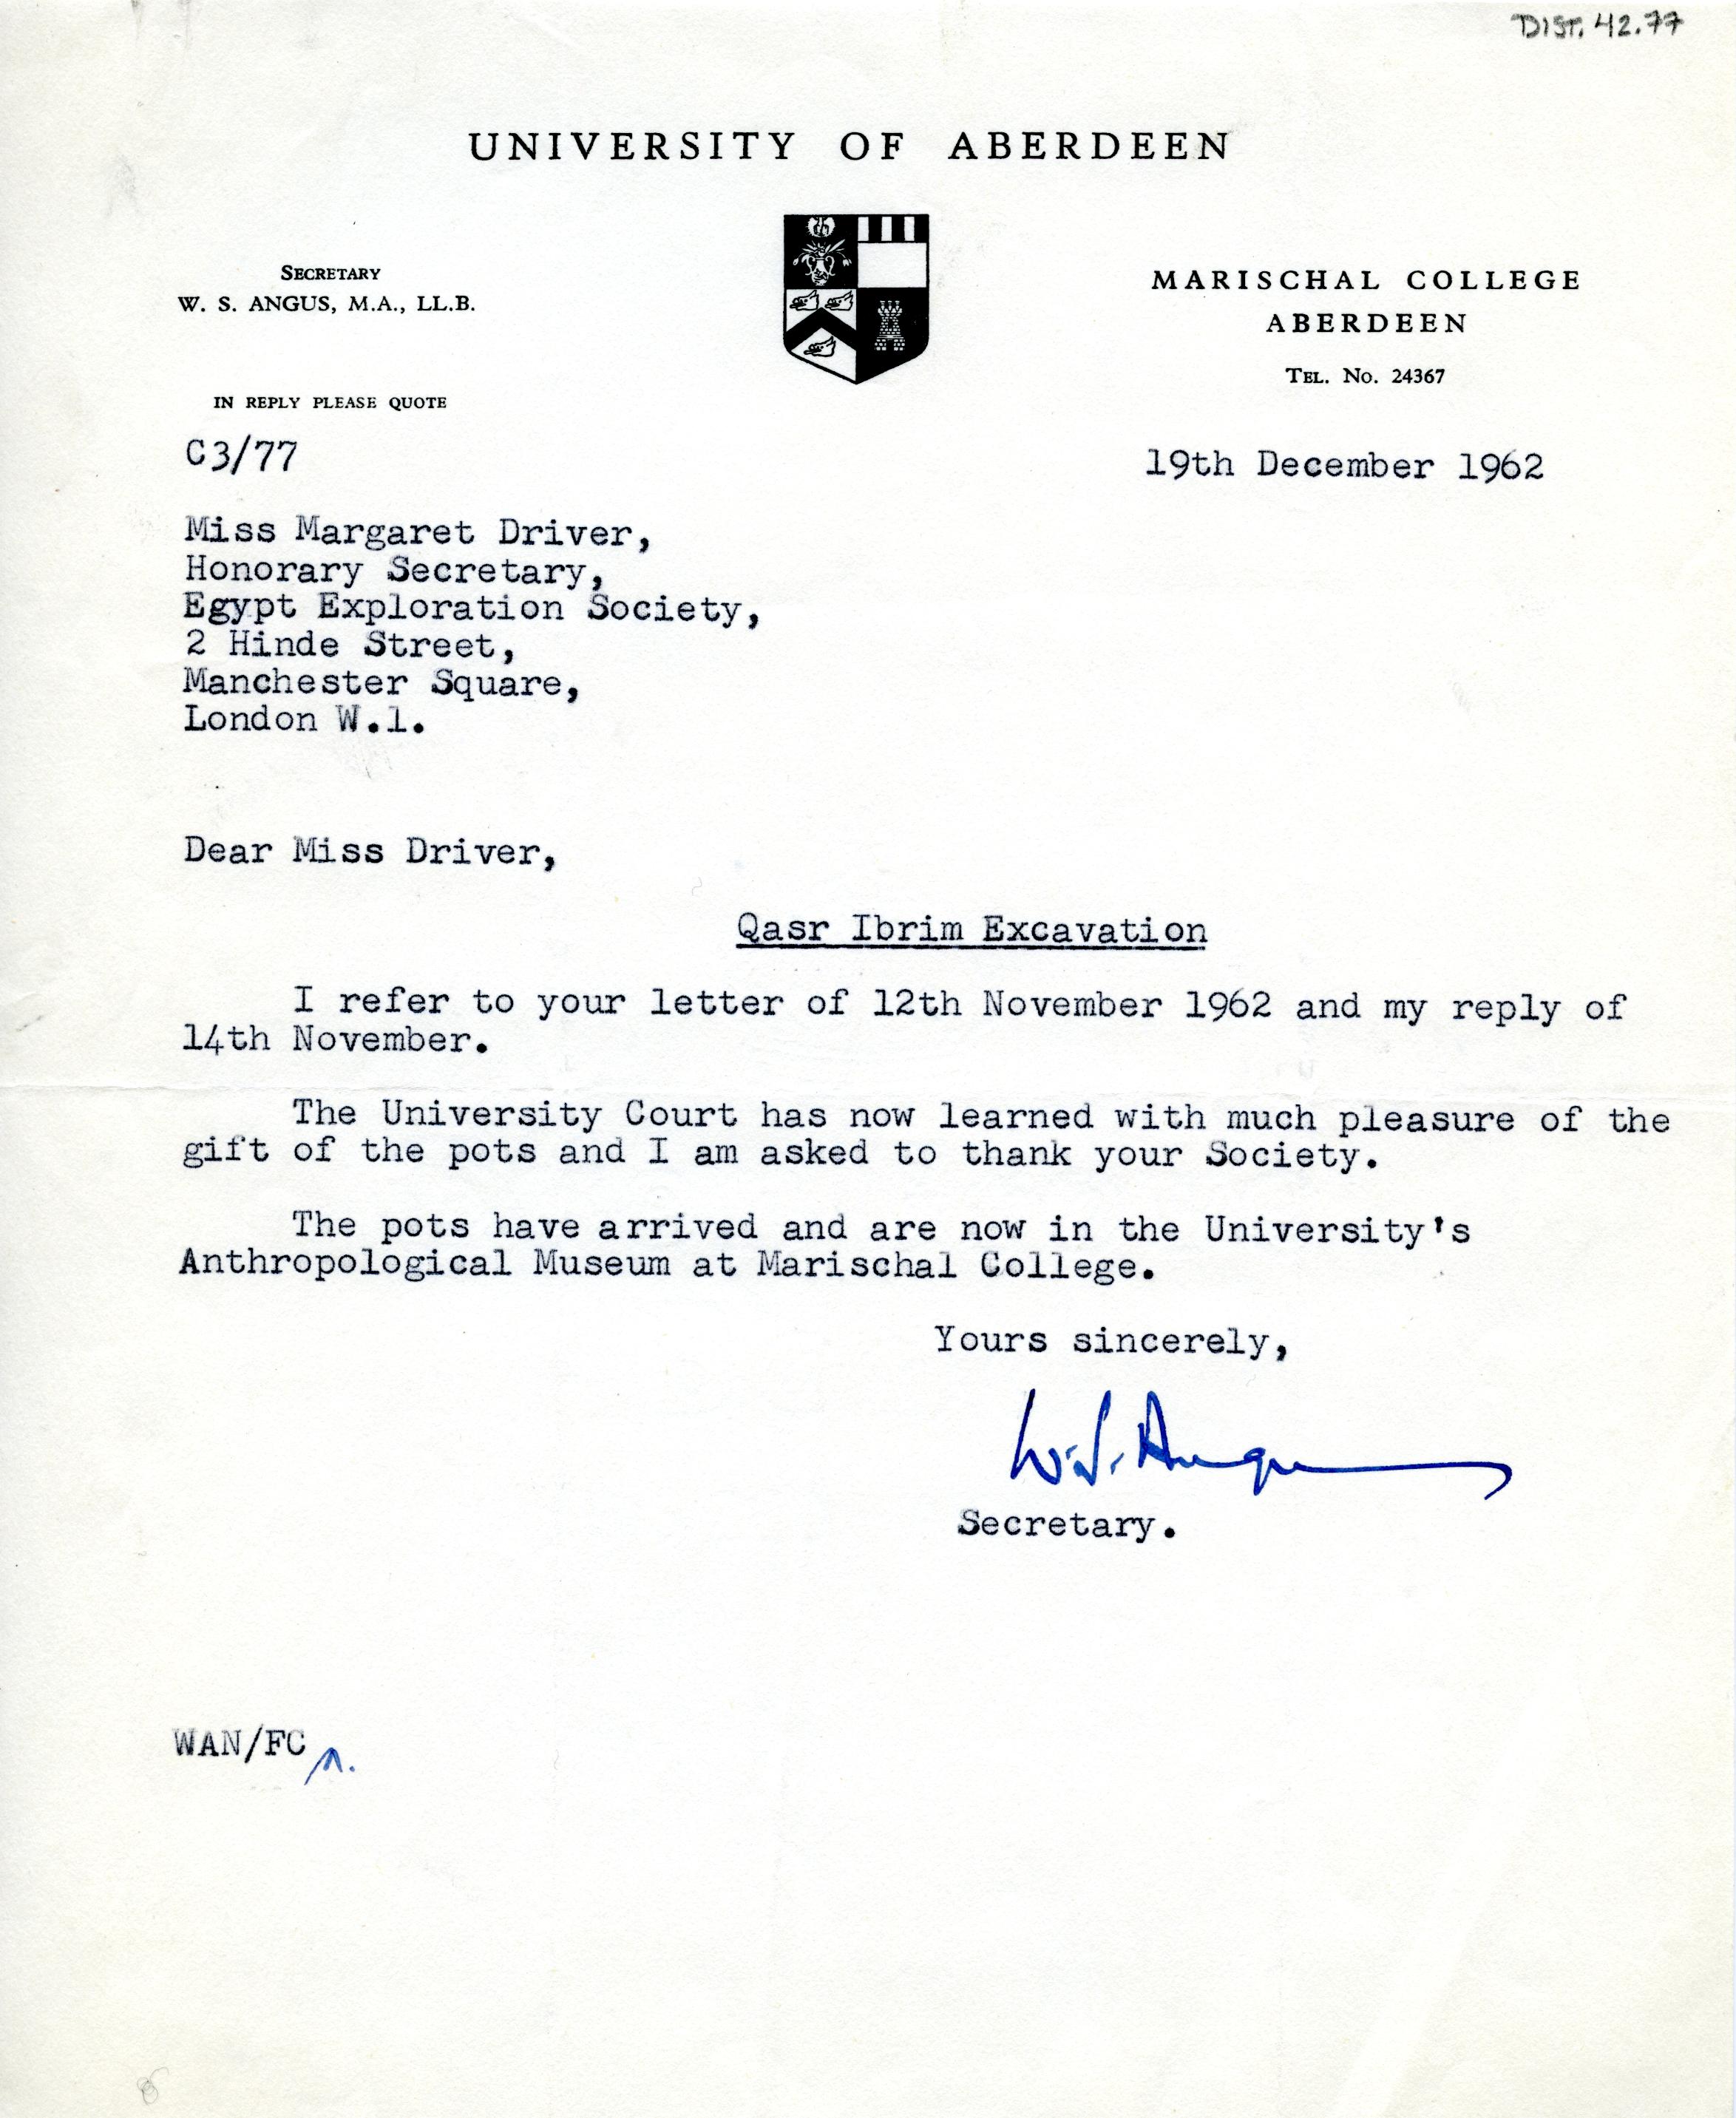 DIST. 42.77
UNIVERSITY OF ABERDEEN
SECRETARY
W. S. ANGUS, M.A., LL.B.
MARISCHAL COLLEGE
ABERDEEN
TEL. NO. 24367
IN REPLY PLEASE QUOTE
C3/77
19th December 1962
Miss Margaret Driver,
Honorary Secretary,
Egypt Exploration Society,
2 Hinde Street,
Manchester Square,
London W.1.
Dear Miss Driver,
Qasr Ibrim Excavation
I refer to your letter of 12th November 1962 and my reply of
14th November.
The University Court has now learned with much pleasure of the
gift of the pots and I am asked to thank your Society.
The pots have arrived and are now in the University's
Anthropological Museum at Marischal College.
Yours sincerely,
W. S. Angus
Secretary.
WAN/FC